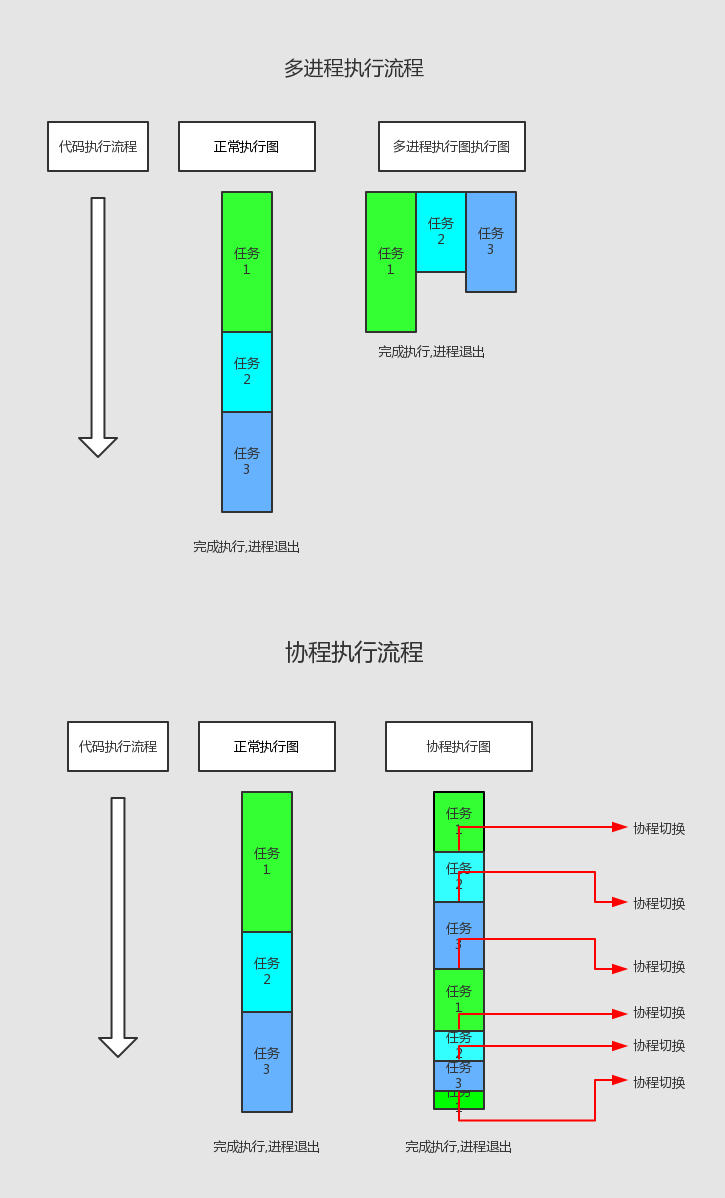 多进程执行流程
代码执行流程
正常执行图
多进程执行图执行图
任务
1
任务
2
任务
3
任务
1
任务
2
任务
3
完成执行,进程退出
完成执行,进程退出
协程执行流程
代码执行流程
正常执行图
协程执行图
任务
1
任务
2
任务
3
完成执行,进程退出
任务
1
协程切换
任务
2
协程切换
任务
3
协程切换
任务
1
协程切换
任务
2
协程切换
任务
3
协程切换
任务
1
完成执行,进程退出